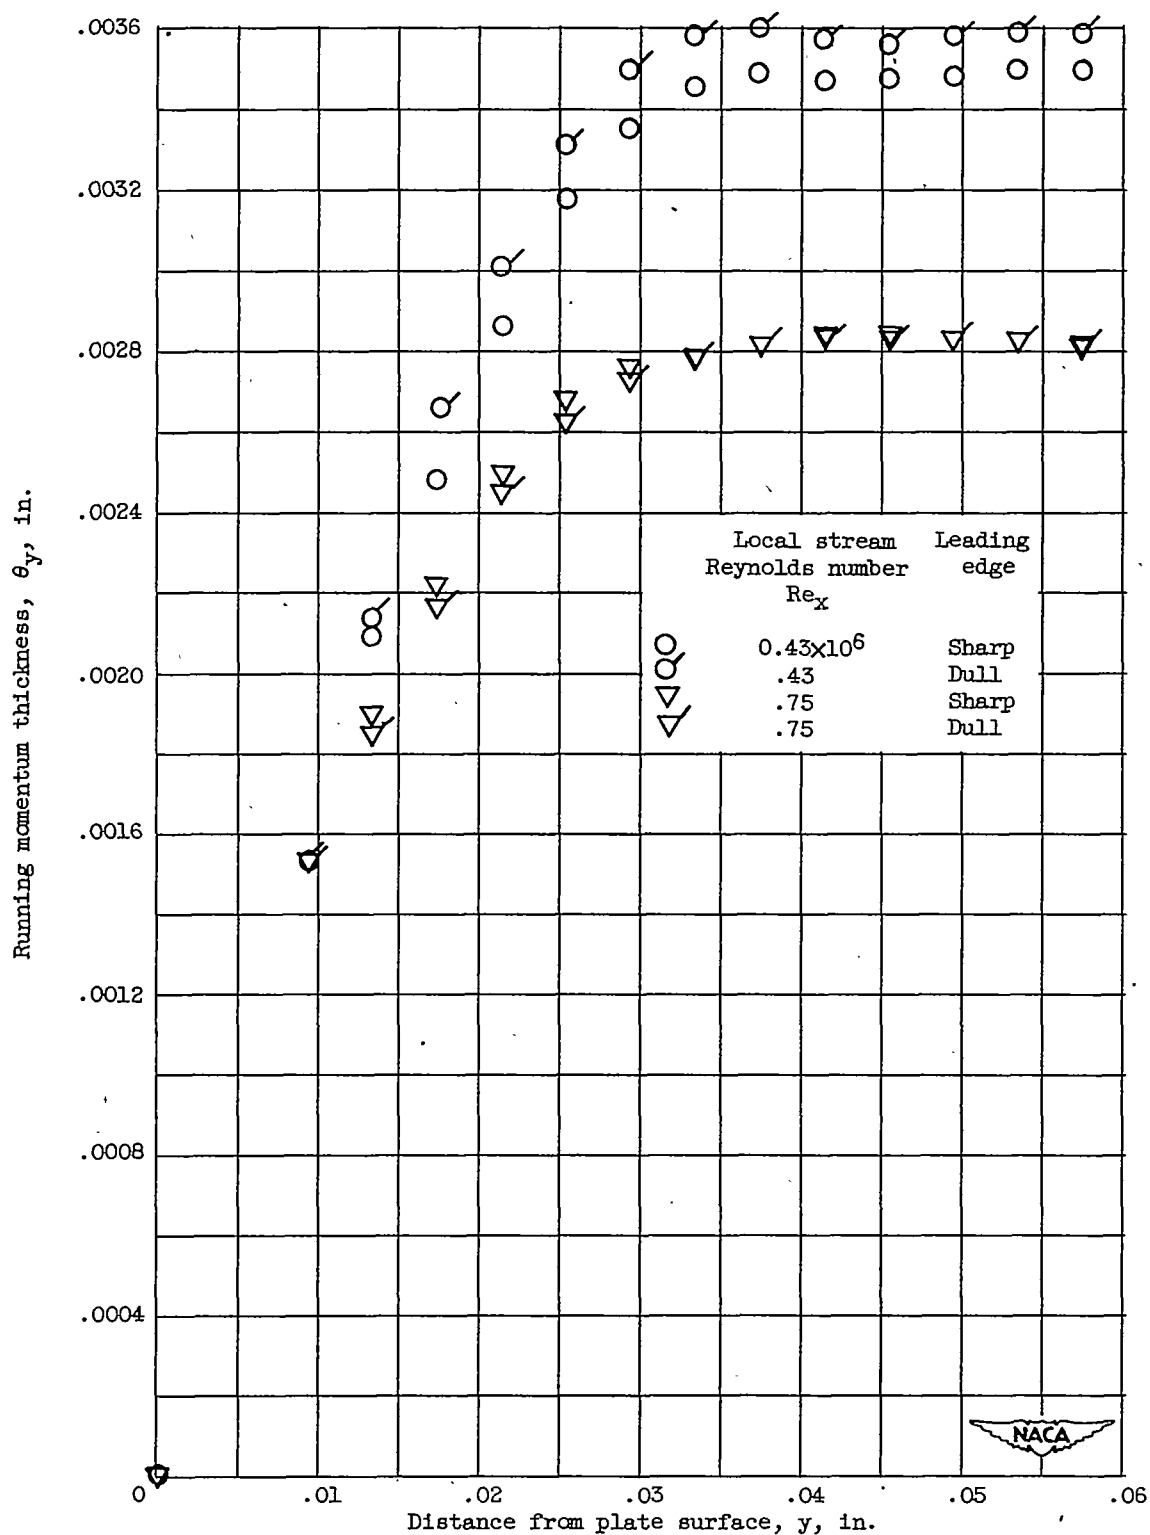 .0036
.0032
.0028
.0024
.0020
.0016
.0012
.0008
.0004
0
.01
.02
.03
.04
.05
.06
Running momentum thickness, θy, in.
Distance from plate surface, y, in.
Local stream Leading
Reynolds number edge
Rex
0.43×10⁶ Sharp
.43 Dull
.75 Sharp
.75 Dull
NACA